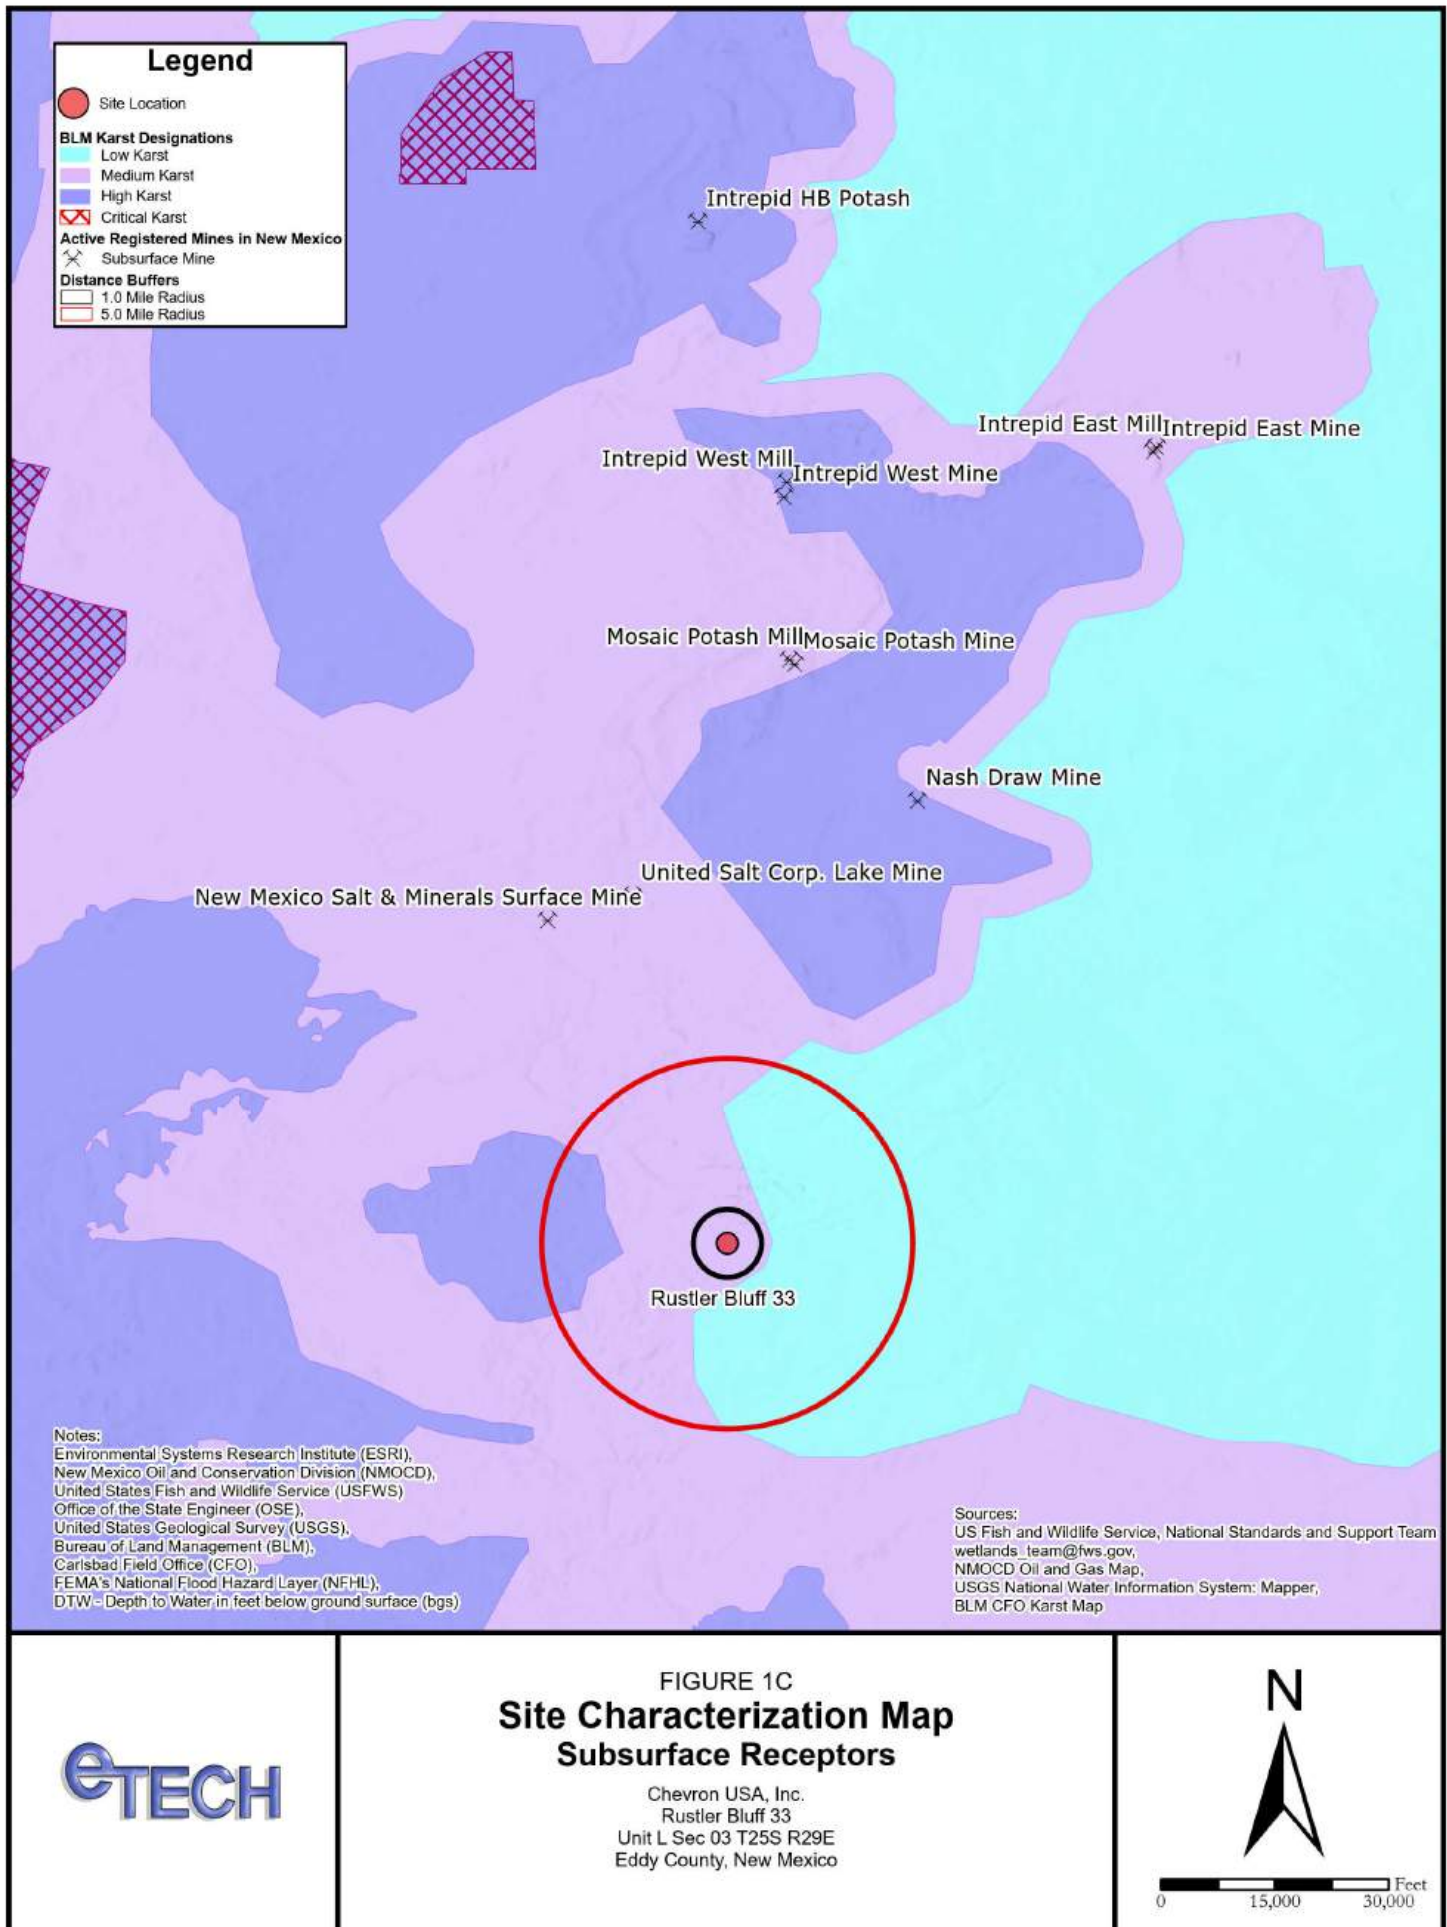 Legend
Site Location
BLM Karst Designations
Low Karst
Medium Karst
High Karst
Critical Karst
Active Registered Mines in New Mexico
Subsurface Mine
Distance Buffers
1.0 Mile Radius
5.0 Mile Radius
Intrepid HB Potash
Intrepid East Mill
Intrepid East Mine
Intrepid West Mill
Intrepid West Mine
Mosaic Potash Mill
Mosaic Potash Mine
Nash Draw Mine
United Salt Corp. Lake Mine
New Mexico Salt & Minerals Surface Mine
Rustler Bluff 33
Notes:
Environmental Systems Research Institute (ESRI),
New Mexico Oil and Conservation Division (NMOCD),
United States Fish and Wildlife Service (USFWS)
Office of the State Engineer (OSE),
United States Geological Survey (USGS),
Bureau of Land Management (BLM),
Carlsbad Field Office (CFO),
FEMA's National Flood Hazard Layer (NFHL),
DTW - Depth to Water in feet below ground surface (bgs)
Sources:
US Fish and Wildlife Service, National Standards and Support Team
wetlands_team@fws.gov,
NMOCD Oil and Gas Map,
USGS National Water Information System: Mapper,
BLM CFO Karst Map
eTECH
FIGURE 1C
Site Characterization Map
Subsurface Receptors
Chevron USA, Inc.
Rustler Bluff 33
Unit L Sec 03 T25S R29E
Eddy County, New Mexico
N
Feet
0 15,000 30,000